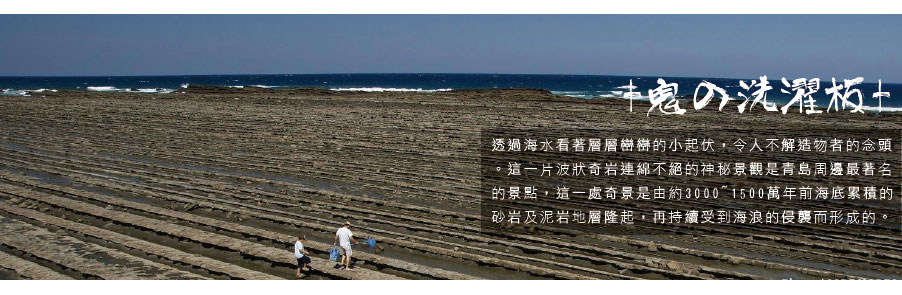 鬼の洗濯板
透過海水看著層層巒巒的小起伏，令人不解造物者的念頭
。這一片波狀奇岩連綿不絕的神秘景觀是青島周邊最著名
的景點，這一處奇景是由約3000~1500萬年前海底累積的
砂岩及泥岩地層隆起，再持續受到海浪的侵襲而形成的。